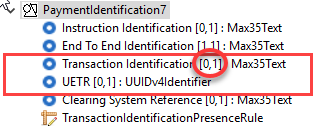 PaymentIdentification7
Instruction Identification [0,1] : Max35Text
End To End Identification [1,1] : Max35Text
Transaction Identification [0,1] : Max35Text
UETR [0,1] : UUIDv4Identifier
Clearing System Reference [0,1] : Max35Text
TransactionIdentificationPresenceRule